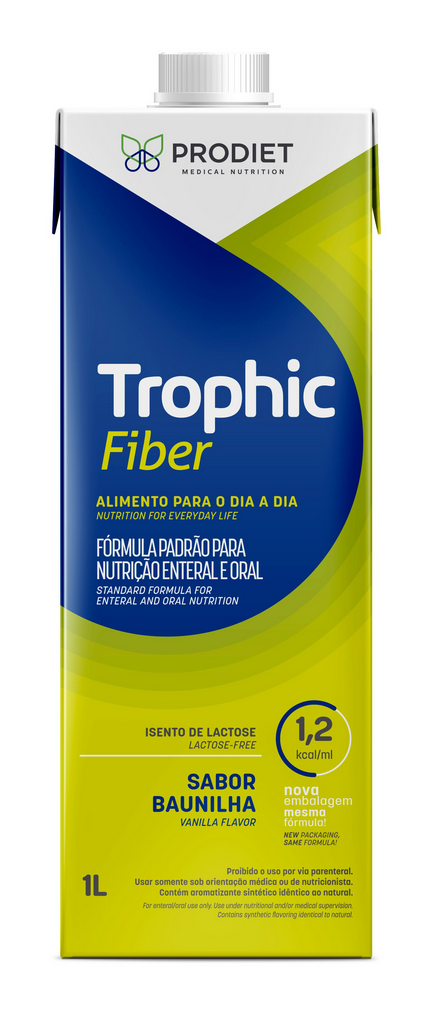 PRODIET
MEDICAL NUTRITION
Trophic
Fiber
ALIMENTO PARA O DIA A DIA
NUTRITION FOR EVERYDAY LIFE
FÓRMULA PADRÃO PARA
NUTRIÇÃO ENTERAL E ORAL
STANDARD FORMULA FOR
ENTERAL AND ORAL NUTRITION
ISENTO DE LACTOSE
LACTOSE-FREE
1,2
kcal/ml
SABOR
BAUNILHA
VANILLA FLAVOR
nova
embalagem
mesma
fórmula!
NEW PACKAGING,
SAME FORMULA!
1L
Proibido o uso por via parenteral.
Usar somente sob orientação médica ou de nutricionista.
Contém aromatizante sintético idêntico ao natural.
For enteral/oral use only. Use under nutritional and/or medical supervision.
Contains synthetic flavoring identical to natural.